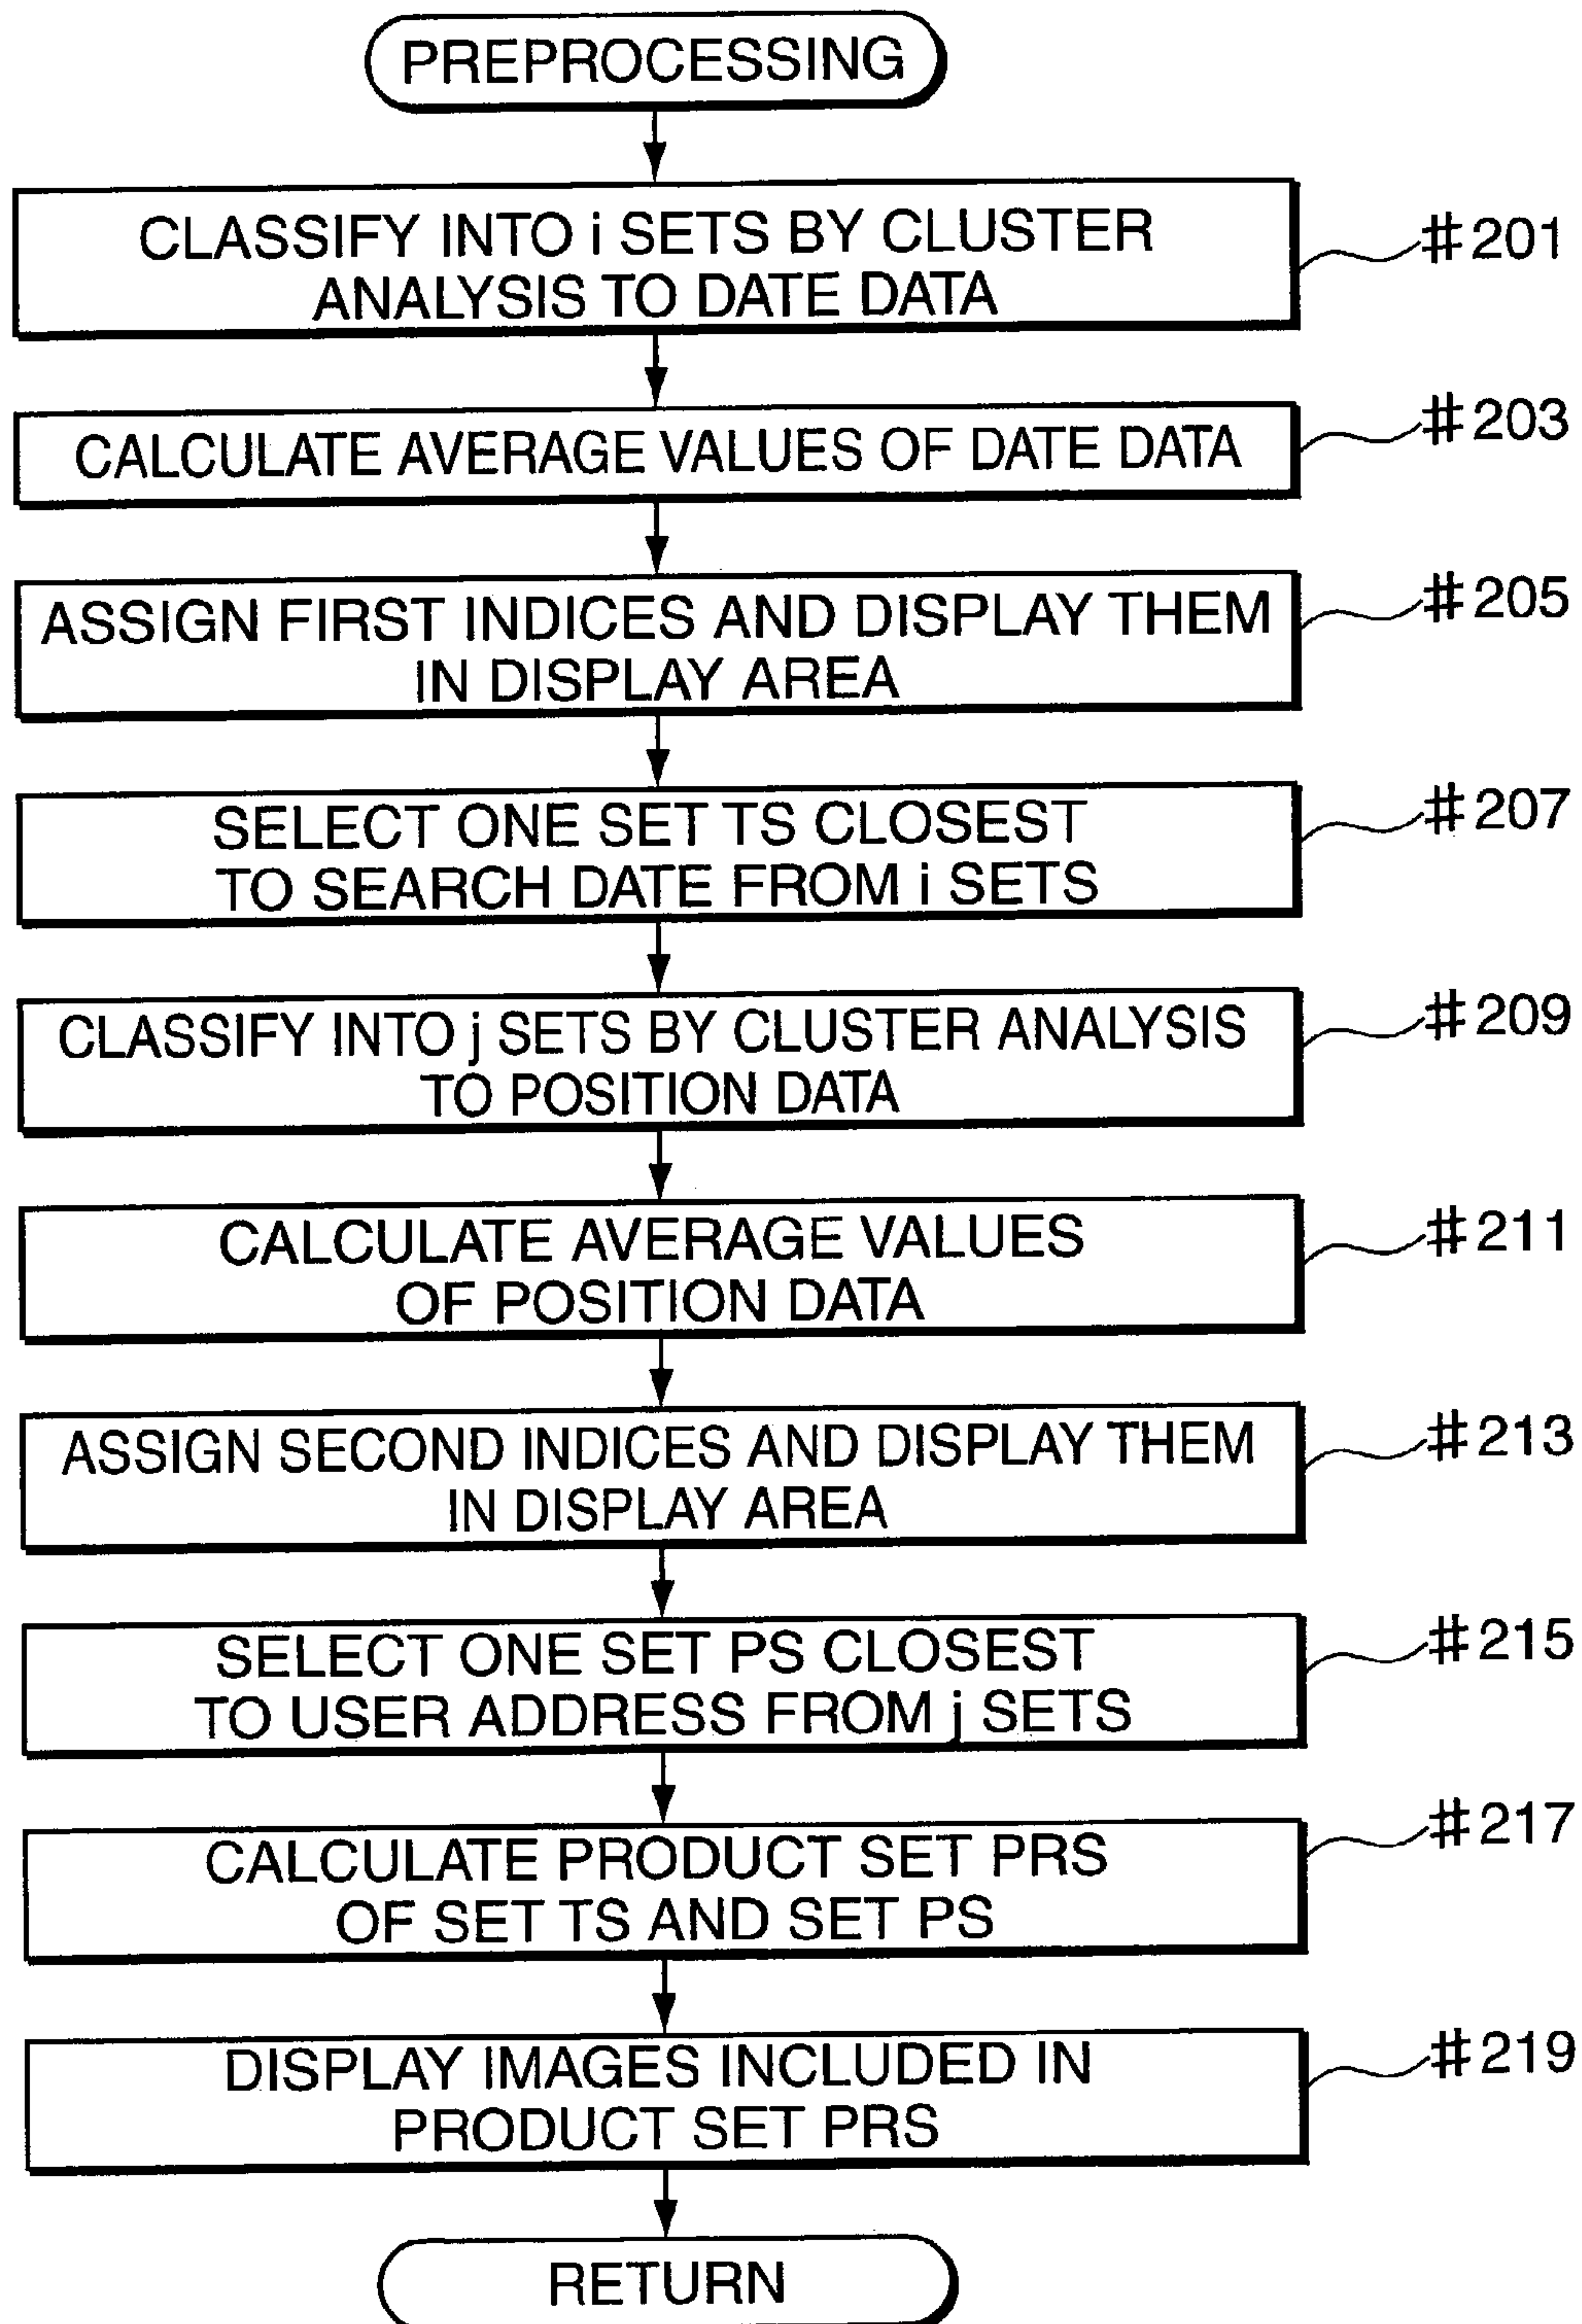 PREPROCESSING
CLASSIFY INTO i SETS BY CLUSTER
ANALYSIS TO DATE DATA
#201
CALCULATE AVERAGE VALUES OF DATE DATA
#203
ASSIGN FIRST INDICES AND DISPLAY THEM
IN DISPLAY AREA
#205
SELECT ONE SET TS CLOSEST
TO SEARCH DATE FROM i SETS
#207
CLASSIFY INTO j SETS BY CLUSTER ANALYSIS
TO POSITION DATA
#209
CALCULATE AVERAGE VALUES
OF POSITION DATA
#211
ASSIGN SECOND INDICES AND DISPLAY THEM
IN DISPLAY AREA
#213
SELECT ONE SET PS CLOSEST
TO USER ADDRESS FROM j SETS
#215
CALCULATE PRODUCT SET PRS
OF SET TS AND SET PS
#217
DISPLAY IMAGES INCLUDED IN
PRODUCT SET PRS
#219
RETURN